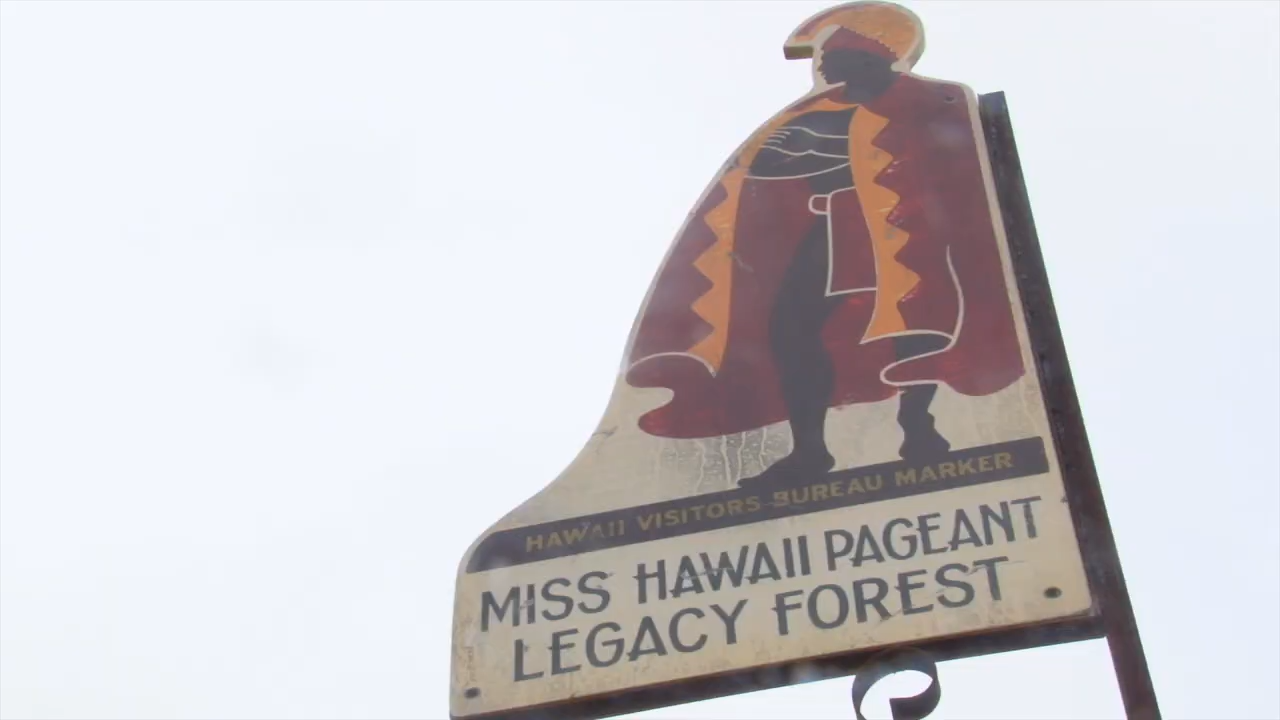 HAWAII VISITORS BUREAU MARKER
MISS HAWAII PAGEANT
LEGACY FOREST